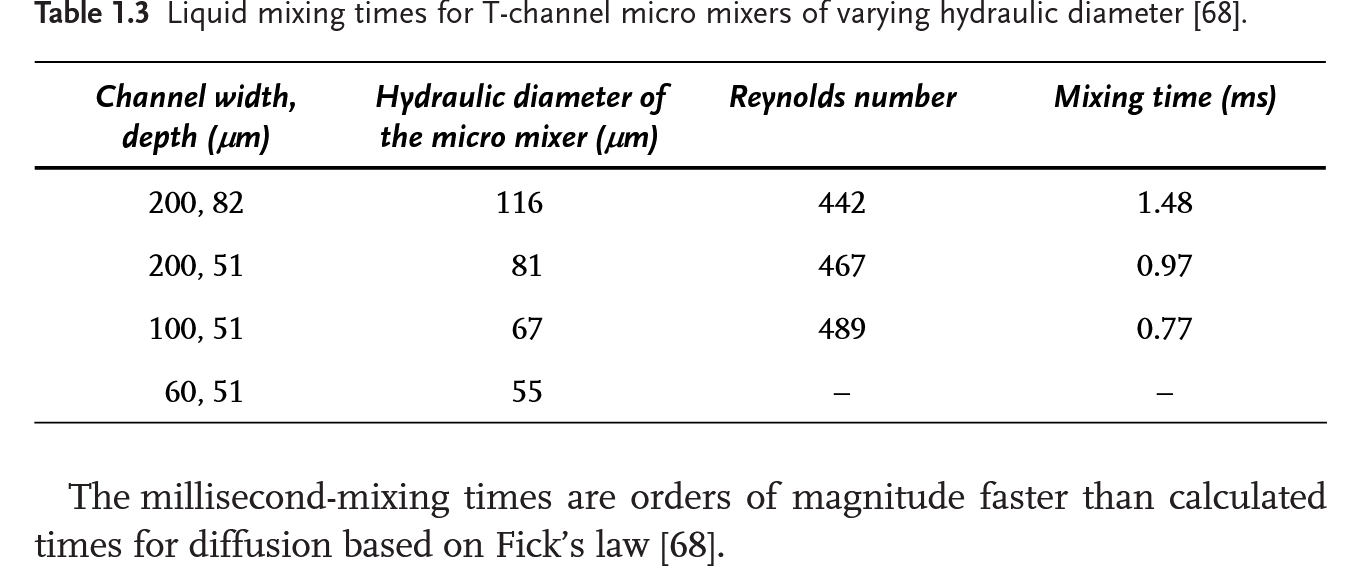 Table 1.3 Liquid mixing times for T-channel micro mixers of varying hydraulic diameter [68].
Channel width, Hydraulic diameter of Reynolds number Mixing time (ms)
depth (μm) the micro mixer (μm)
200, 82 116 442 1.48
200, 51 81 467 0.97
100, 51 67 489 0.77
60, 51 55 – –
The millisecond-mixing times are orders of magnitude faster than calculated
times for diffusion based on Fick’s law [68].